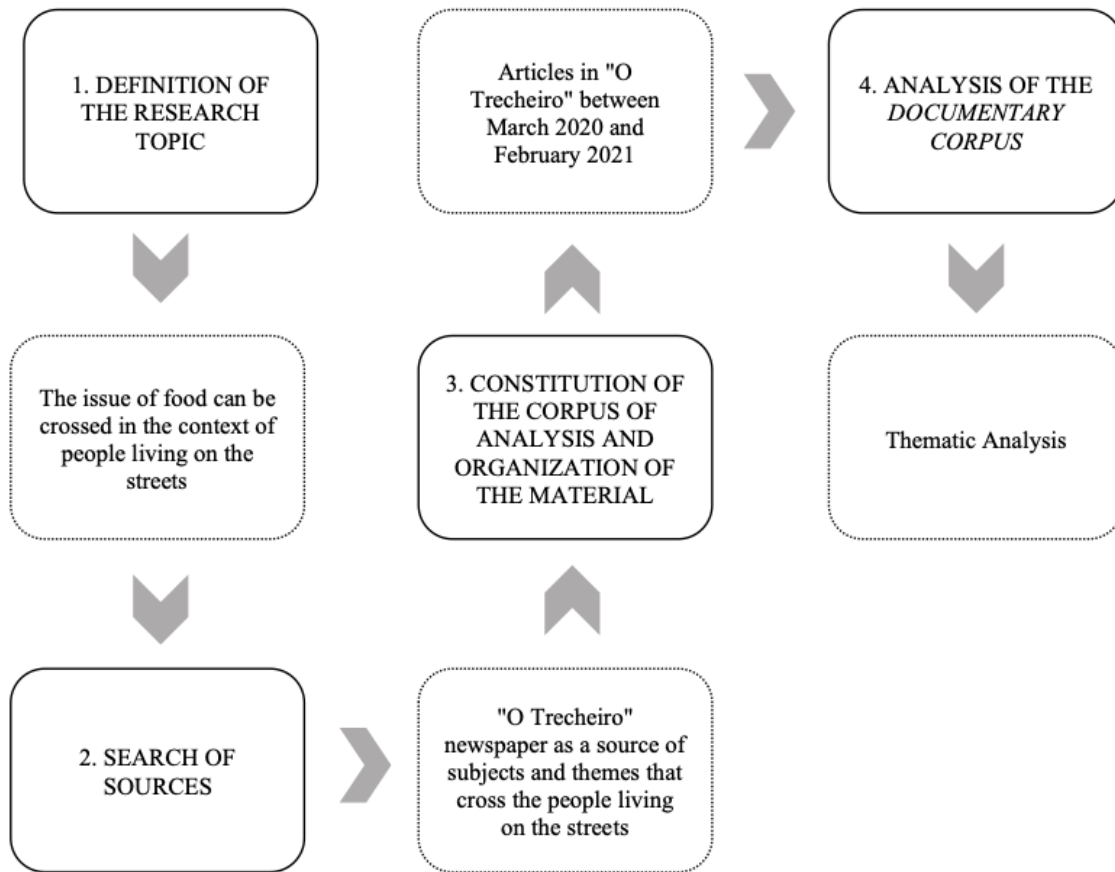 1. DEFINITION OF
THE RESEARCH
TOPIC
The issue of food can be
crossed in the context of
people living on the
streets
2. SEARCH OF
SOURCES
"O Trecheiro"
newspaper as a source of
subjects and themes that
cross the people living
on the streets
3. CONSTITUTION OF
THE CORPUS OF
ANALYSIS AND
ORGANIZATION OF
THE MATERIAL
Articles in "O
Trecheiro" between
March 2020 and
February 2021
4. ANALYSIS OF THE
DOCUMENTARY
CORPUS
Thematic Analysis